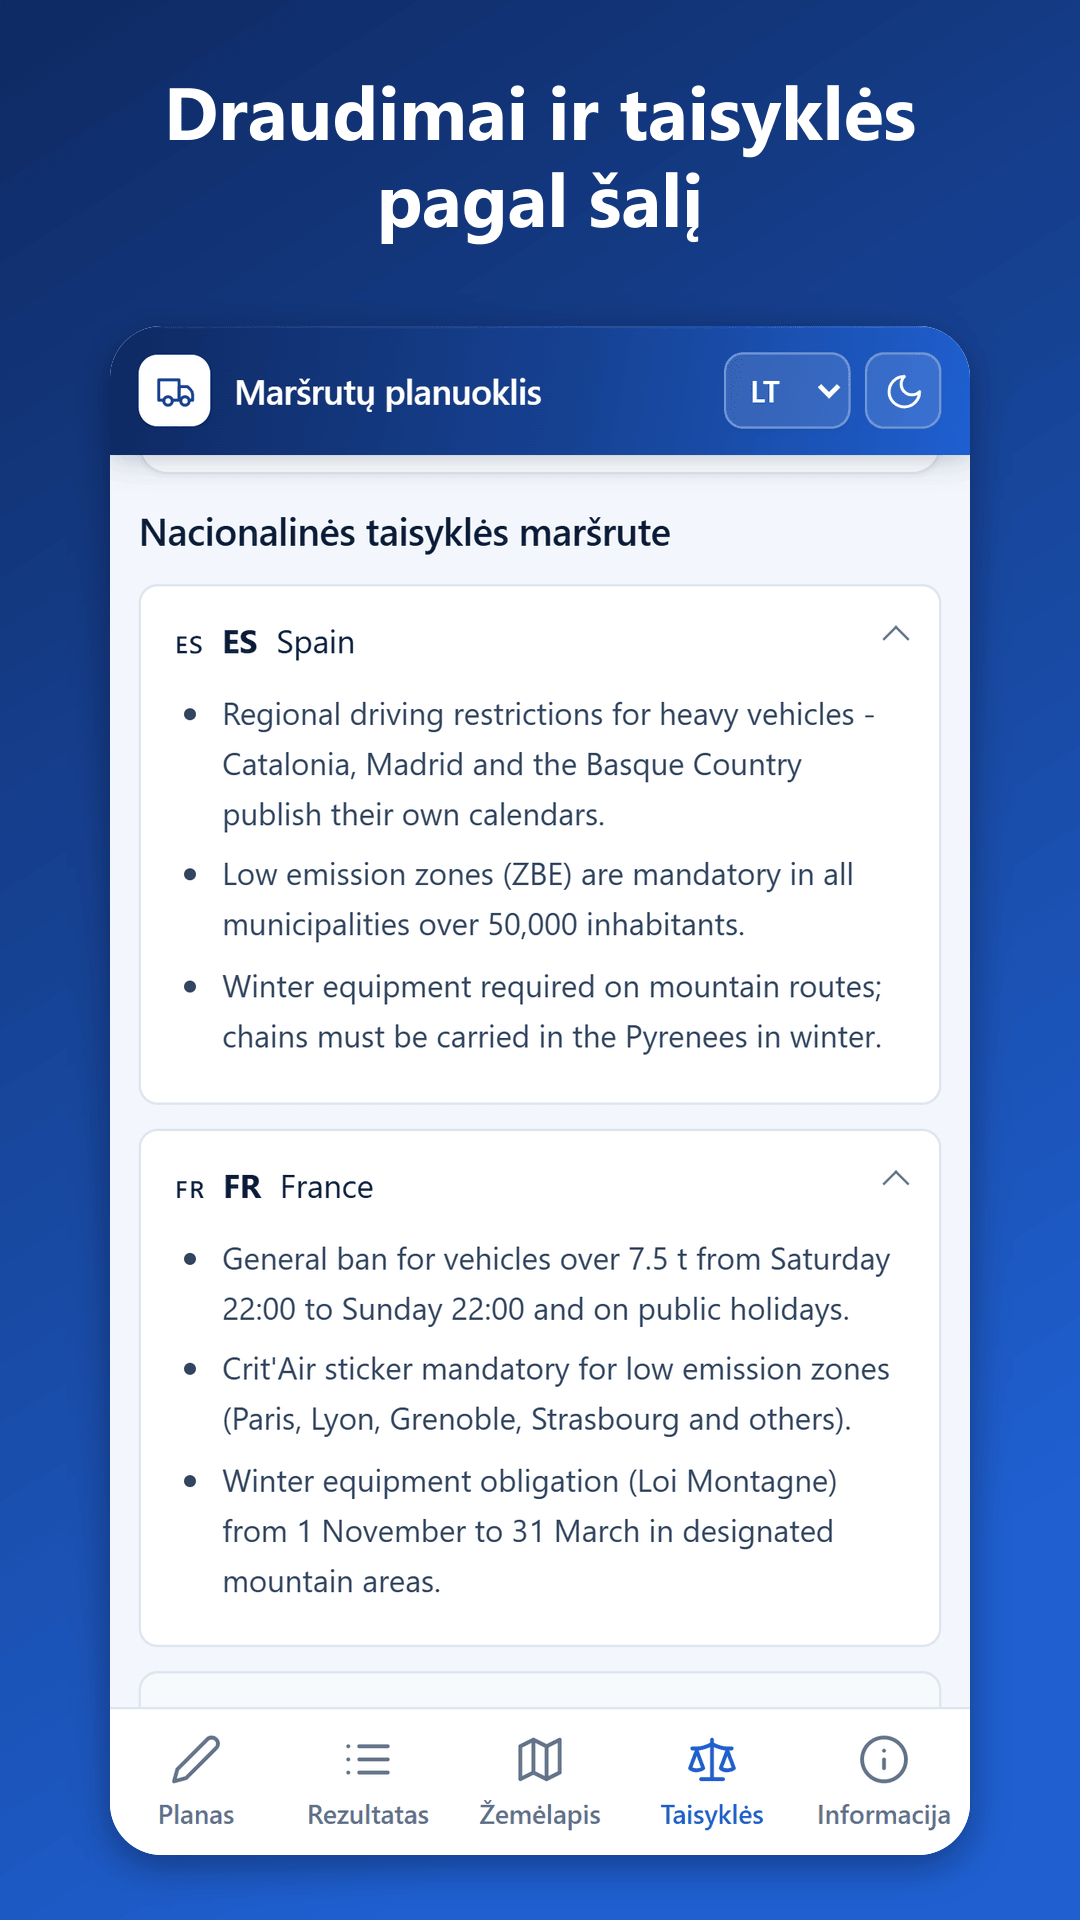 Draudimai ir taisyklės
pagal šalį
Maršrutų planuoklis
LT
Nacionalinės taisyklės maršrute
ES ES Spain
• Regional driving restrictions for heavy vehicles -
Catalonia, Madrid and the Basque Country
publish their own calendars.
• Low emission zones (ZBE) are mandatory in all
municipalities over 50,000 inhabitants.
• Winter equipment required on mountain routes;
chains must be carried in the Pyrenees in winter.
FR FR France
• General ban for vehicles over 7.5 t from Saturday
22:00 to Sunday 22:00 and on public holidays.
• Crit'Air sticker mandatory for low emission zones
(Paris, Lyon, Grenoble, Strasbourg and others).
• Winter equipment obligation (Loi Montagne)
from 1 November to 31 March in designated
mountain areas.
Planas Rezultatas Žemėlapis Taisyklės Informacija